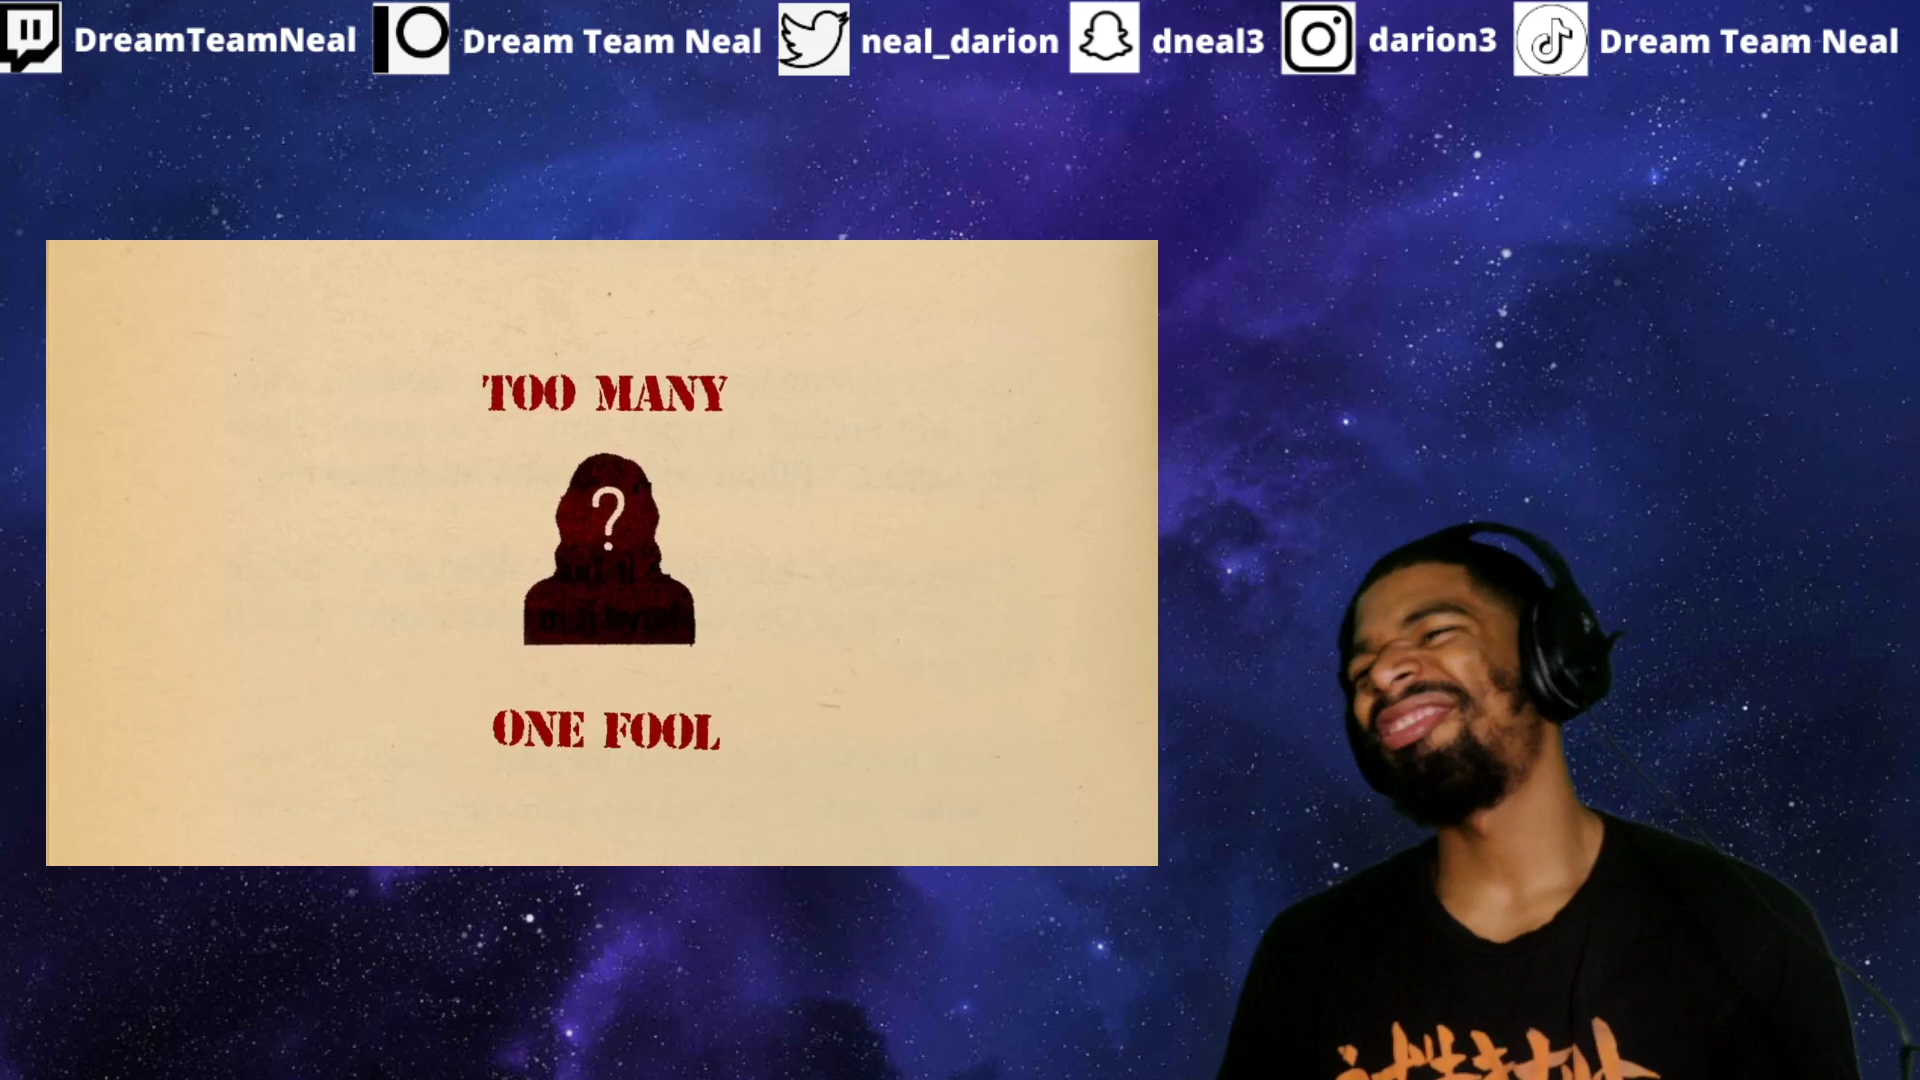 DreamTeamNeal
Dream Team Neal
neal_darion
dneal3
darion3
Dream Team Neal
TOO MANY
?
ONE FOOL